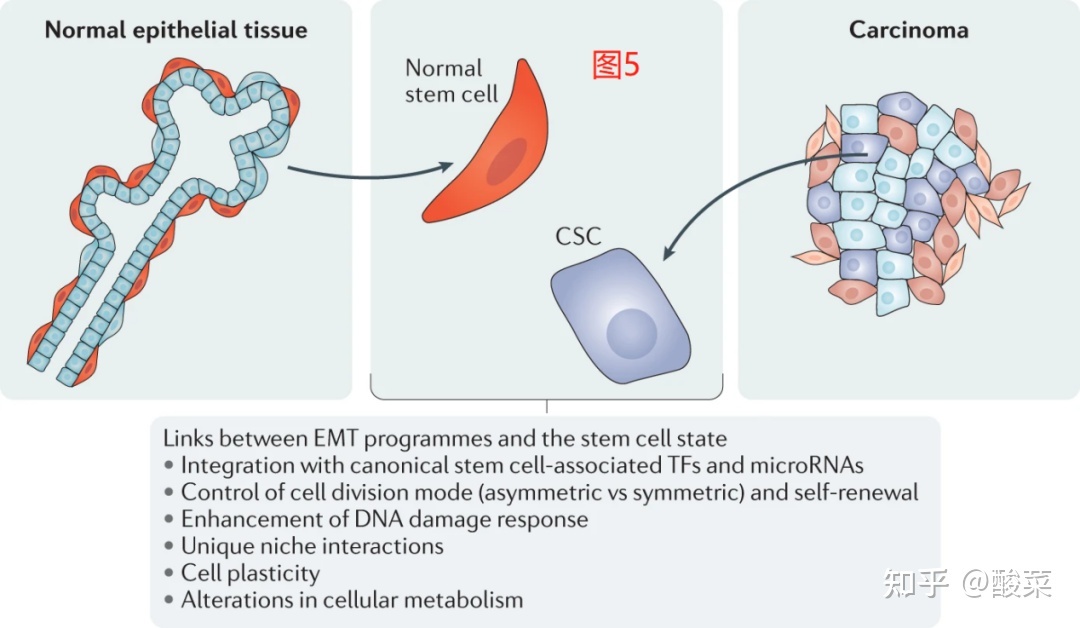 Normal epithelial tissue
Normal
stem cell
图5
CSC
Carcinoma
Links between EMT programmes and the stem cell state
• Integration with canonical stem cell-associated TFs and microRNAs
• Control of cell division mode (asymmetric vs symmetric) and self-renewal
• Enhancement of DNA damage response
• Unique niche interactions
• Cell plasticity
• Alterations in cellular metabolism
知乎 @酸菜